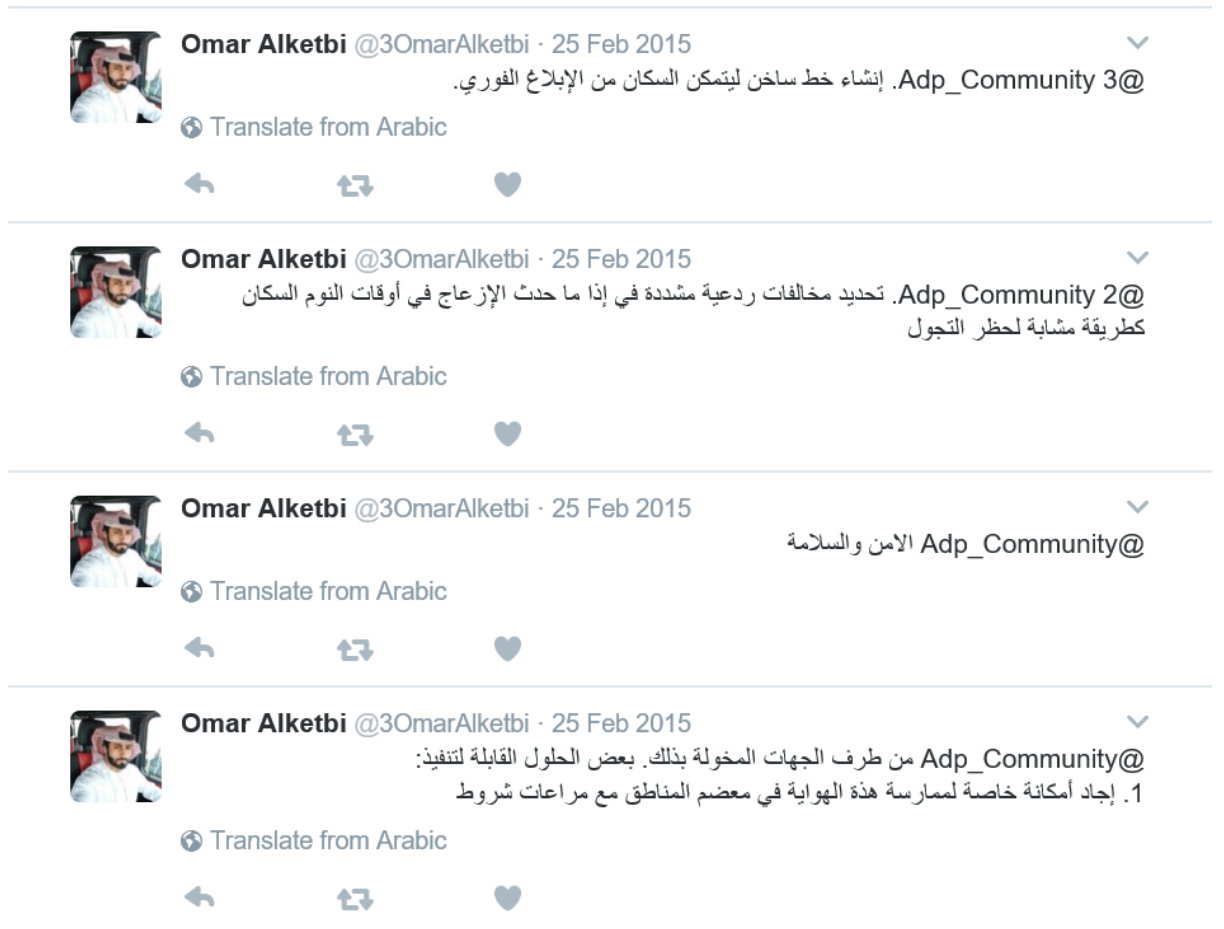 Omar Alketbi @3OmarAlketbi · 25 Feb 2015
@Adp_Community 3. إنشاء خط ساخن ليتمكن السكان من الإبلاغ الفوري.
Translate from Arabic
Omar Alketbi @3OmarAlketbi · 25 Feb 2015
@Adp_Community 2. تحديد مخالفات ردعية مشددة في إذا ما حدث الإزعاج في أوقات النوم السكان
كطريقة مشابة لحظر التجول
Translate from Arabic
Omar Alketbi @3OmarAlketbi · 25 Feb 2015
@Adp_Community الامن والسلامة
Translate from Arabic
Omar Alketbi @3OmarAlketbi · 25 Feb 2015
@Adp_Community من طرف الجهات المخولة بذلك. بعض الحلول القابلة لتنفيذ:
1. إجاد أمكانة خاصة لممارسة هذة الهواية في معضم المناطق مع مراعات شروط
Translate from Arabic